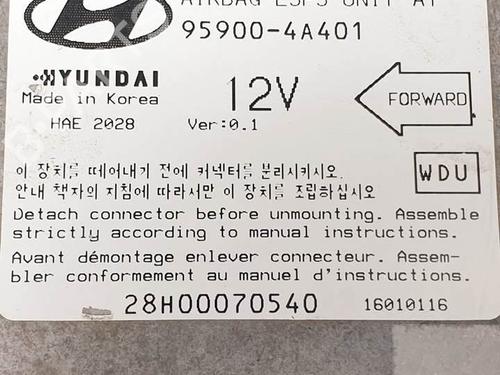 AIRBAG ESPS UNIT AY
95900-4A401
HYUNDAI
Made in Korea
HAE 2028
12V
Ver:0.1
FORWARD
WDU
이 장치를 떼어내기 전에 커넥터를 분리시키시오.
안내 책자의 지침에 따라서만 이 장치를 조립하십시오
Detach connector before unmounting. Assemble
strictly according to manual instructions.
Avant démontage enlever connecteur. Assem-
bler conformement au manuel d'instructions.
28H00070540
16010116